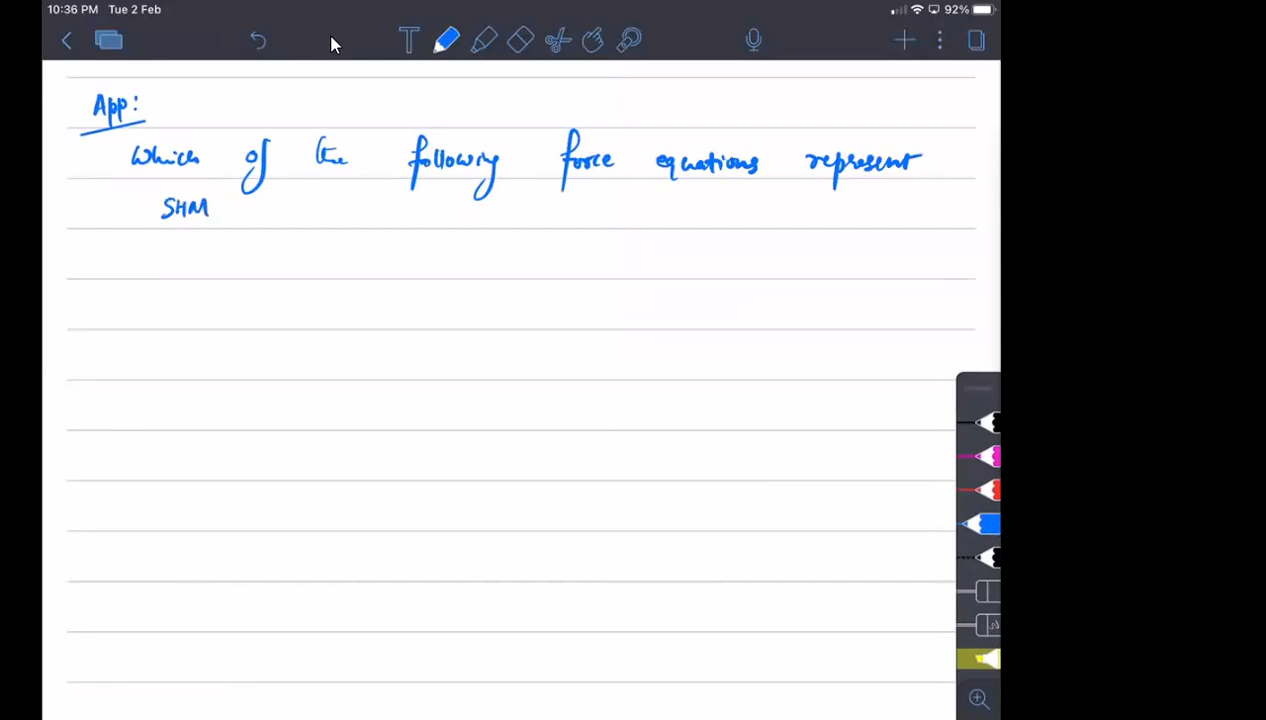 10:36 PM Tue 2 Feb 92%
App:
which of the following force equations represent
SHM